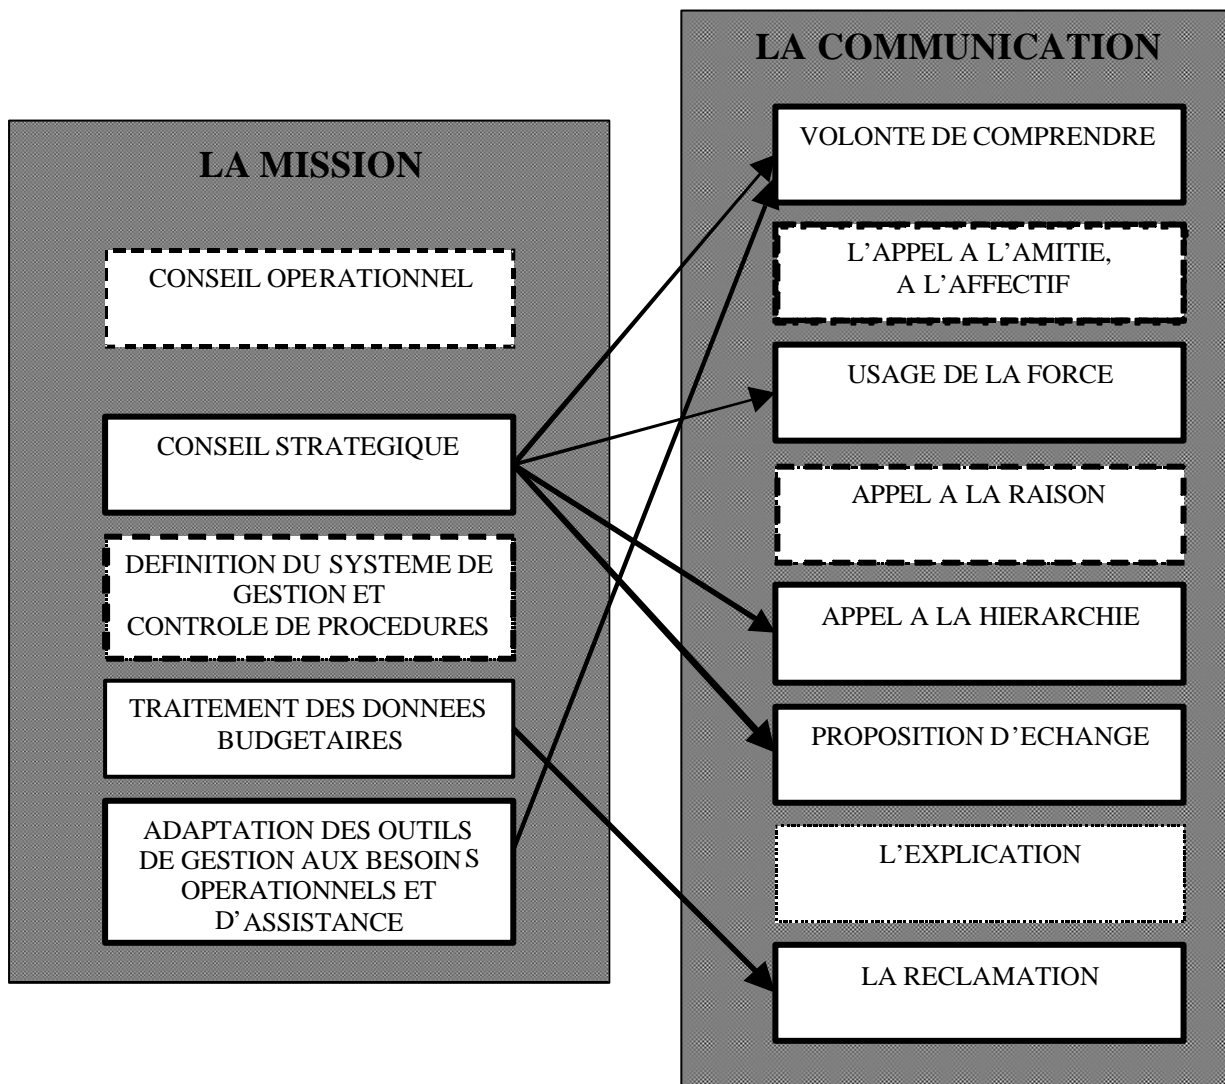 LA MISSION
CONSEIL OPERATIONNEL
CONSEIL STRATEGIQUE
DEFINITION DU SYSTEME DE
GESTION ET
CONTROLE DE PROCEDURES
TRAITEMENT DES DONNEES
BUDGETAIRES
ADAPTATION DES OUTILS
DE GESTION AUX BESOINS
OPERATIONNELS ET
D'ASSISTANCE
LA COMMUNICATION
VOLONTE DE COMPRENDRE
L'APPEL A L'AMITIE,
A L'AFFECTIF
USAGE DE LA FORCE
APPEL A LA RAISON
APPEL A LA HIERARCHIE
PROPOSITION D'ECHANGE
L'EXPLICATION
LA RECLAMATION